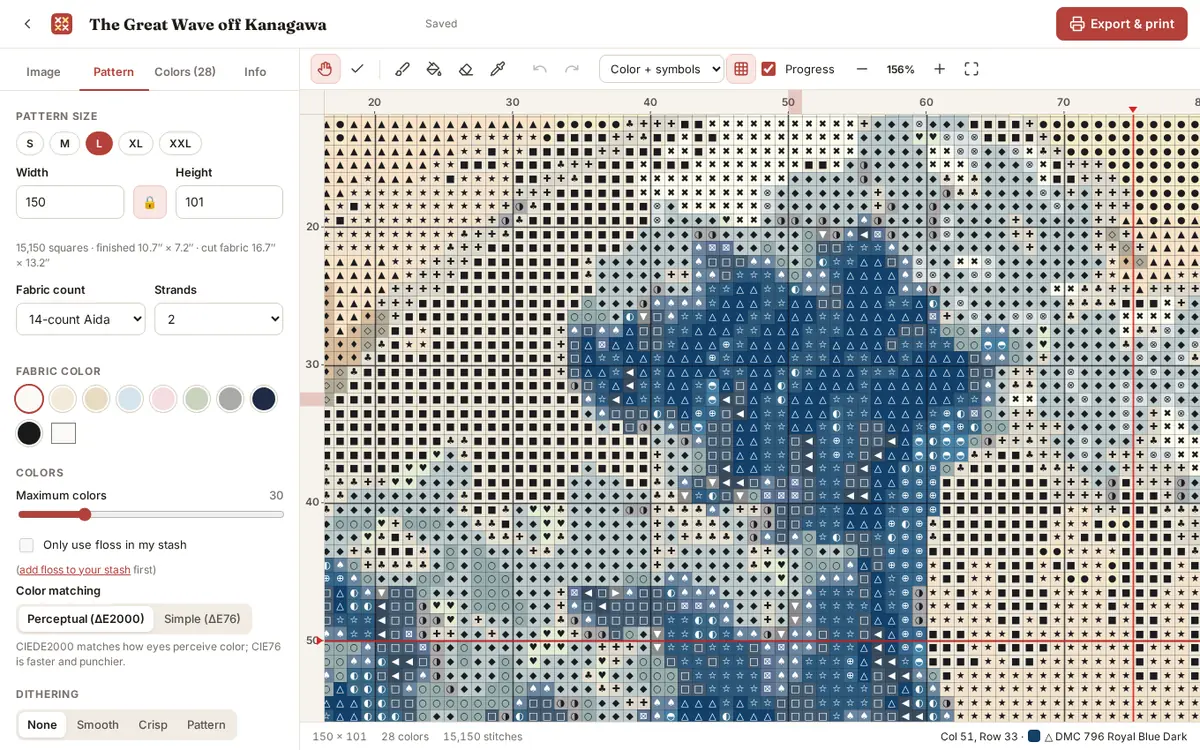 The Great Wave off Kanagawa
Saved
Export & print
Image Pattern Colors (28) Info
Color + symbols
Progress
156%
PATTERN SIZE
S M L XL XXL
Width Height
150 101
15,150 squares · finished 10.7″ × 7.2″ · cut fabric 16.7″
× 13.2″
Fabric count Strands
14-count Aida 2
FABRIC COLOR
COLORS
Maximum colors 30
Only use floss in my stash
(add floss to your stash first)
Color matching
Perceptual (ΔE2000) Simple (ΔE76)
CIEDE2000 matches how eyes perceive color; CIE76
is faster and punchier.
DITHERING
None Smooth Crisp Pattern
20 30 40 50 60 70 8
20
30
40
50
150 × 101 28 colors 15,150 stitches
Col 51, Row 33 · △ DMC 796 Royal Blue Dark